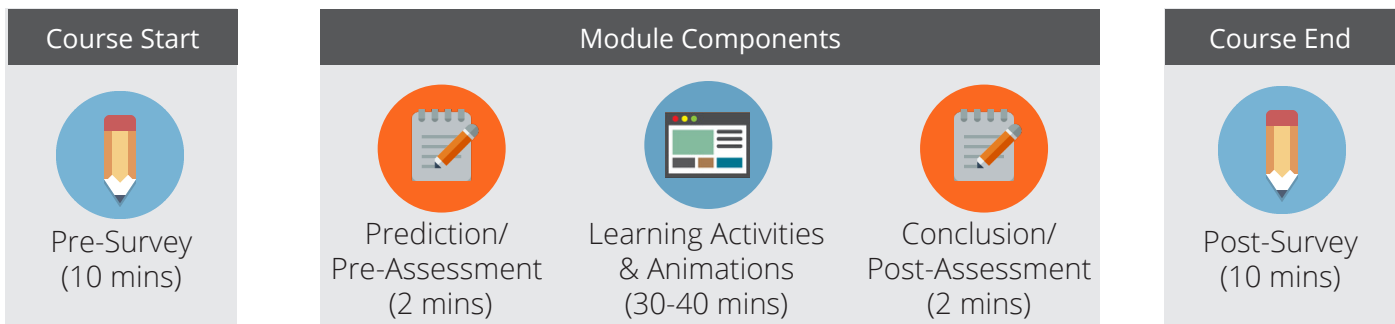 Course Start
Pre-Survey
(10 mins)
Module Components
Prediction/
Pre-Assessment
(2 mins)
Learning Activities
& Animations
(30-40 mins)
Conclusion/
Post-Assessment
(2 mins)
Course End
Post-Survey
(10 mins)